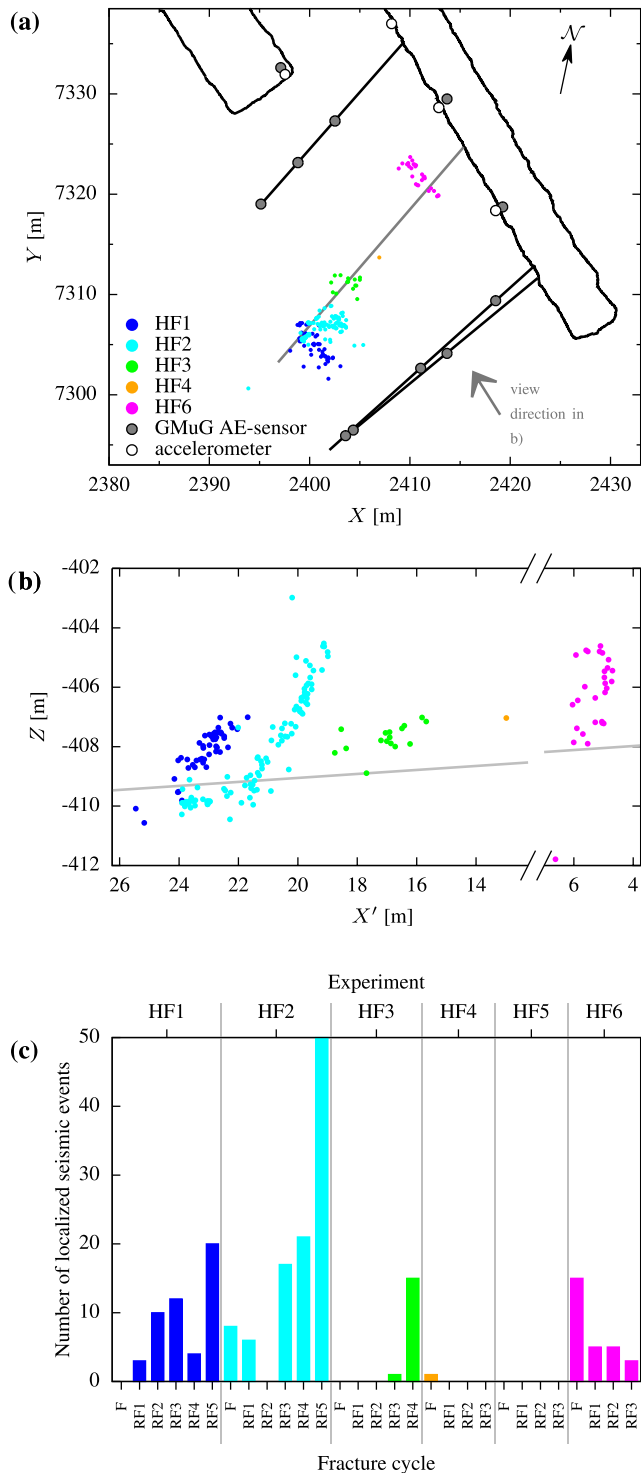 (a)
𝒩
7330
7320
7310
7300
Y [m]
HF1
HF2
HF3
HF4
HF6
GMuG AE-sensor
accelerometer
view
direction in
b)
2380 2390 2400 2410 2420 2430
X [m]
(b)
-402
-404
-406
-408
-410
-412
Z [m]
26 24 22 20 18 16 14 6 4
X′ [m]
Experiment
(c)
HF1 HF2 HF3 HF4 HF5 HF6
50
40
30
20
10
0
Number of localized seismic events
F RF1 RF2 RF3 RF4 RF5 F RF1 RF2 RF3 RF4 RF5 F RF1 RF2 RF3 RF4 F RF1 RF2 RF3 F RF1 RF2 RF3 F RF1 RF2 RF3
Fracture cycle